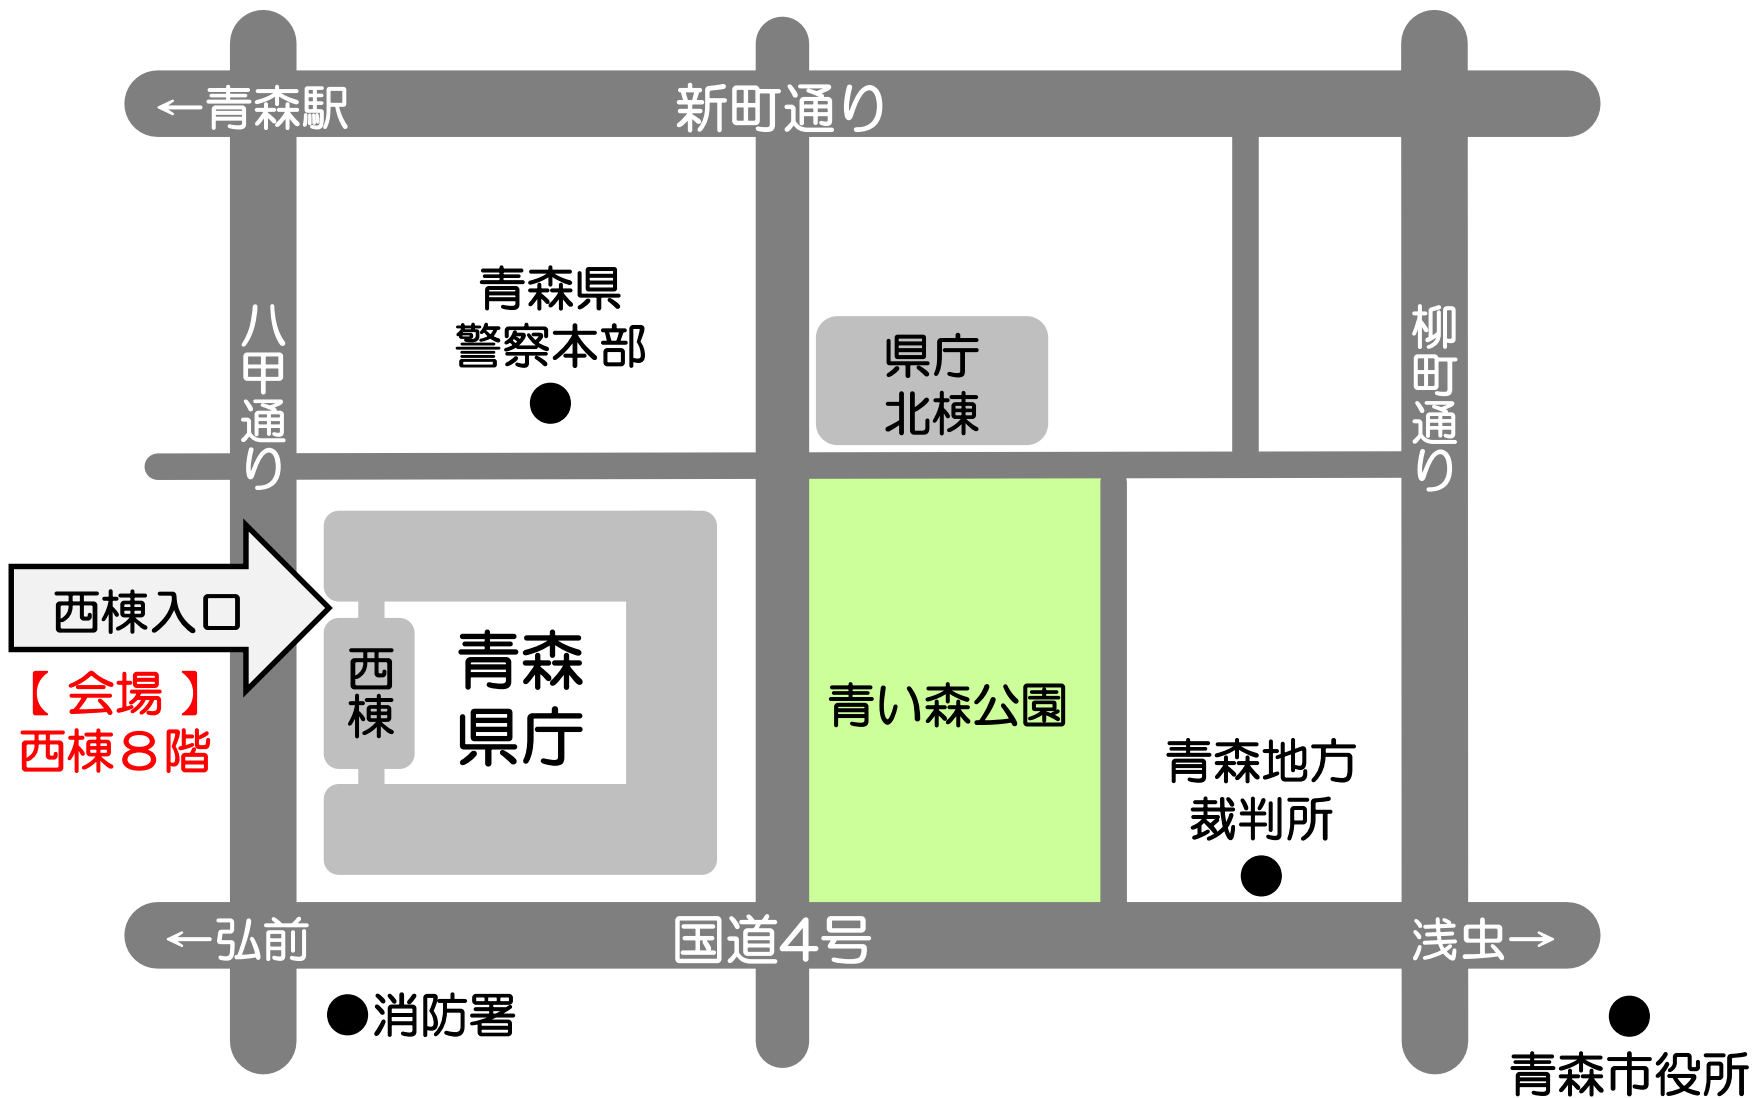 ←青森駅
新町通り
青森県
警察本部
八甲通り
県庁
北棟
柳町通り
西棟入口
【 会場 】
西棟８階
西棟
青森
県庁
青い森公園
青森地方
裁判所
←弘前
国道4号
浅虫→
消防署
青森市役所